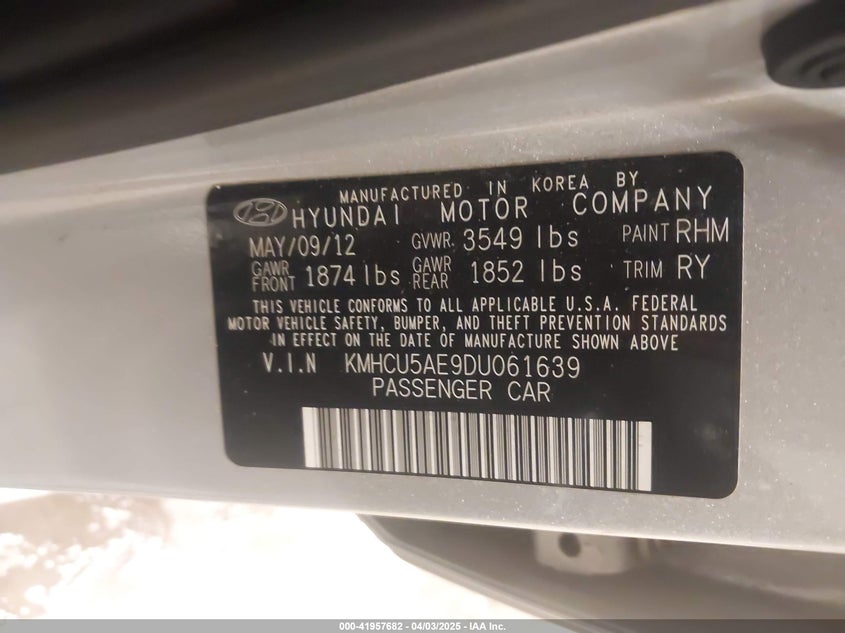 MANUFACTURED IN KOREA BY
HYUNDAI MOTOR COMPANY
MAY/09/12 GVWR 3549 lbs PAINT RHM
GAWR FRONT 1874 lbs GAWR REAR 1852 lbs TRIM RY
THIS VEHICLE CONFORMS TO ALL APPLICABLE U.S.A. FEDERAL
MOTOR VEHICLE SAFETY, BUMPER, AND THEFT PREVENTION STANDARDS
IN EFFECT ON THE DATE OF MANUFACTURE SHOWN ABOVE
V.I.N KMHCU5AE9DU061639
PASSENGER CAR
000-41957682 - 04/03/2025 - IAA Inc.